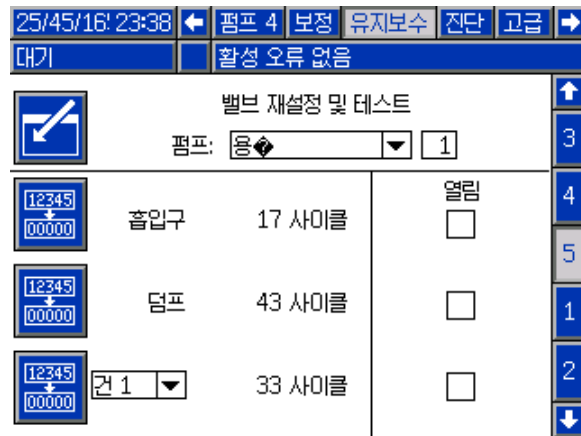 25/45/16 23:38 펌프 4 보정 유지보수 진단 고급
대기 활성 오류 없음
밸브 재설정 및 테스트
펌프: 용� 1
열림
12345
00000
흡입구 17 사이클
12345
00000
덤프 43 사이클
12345
00000
건 1 33 사이클
3
4
5
1
2